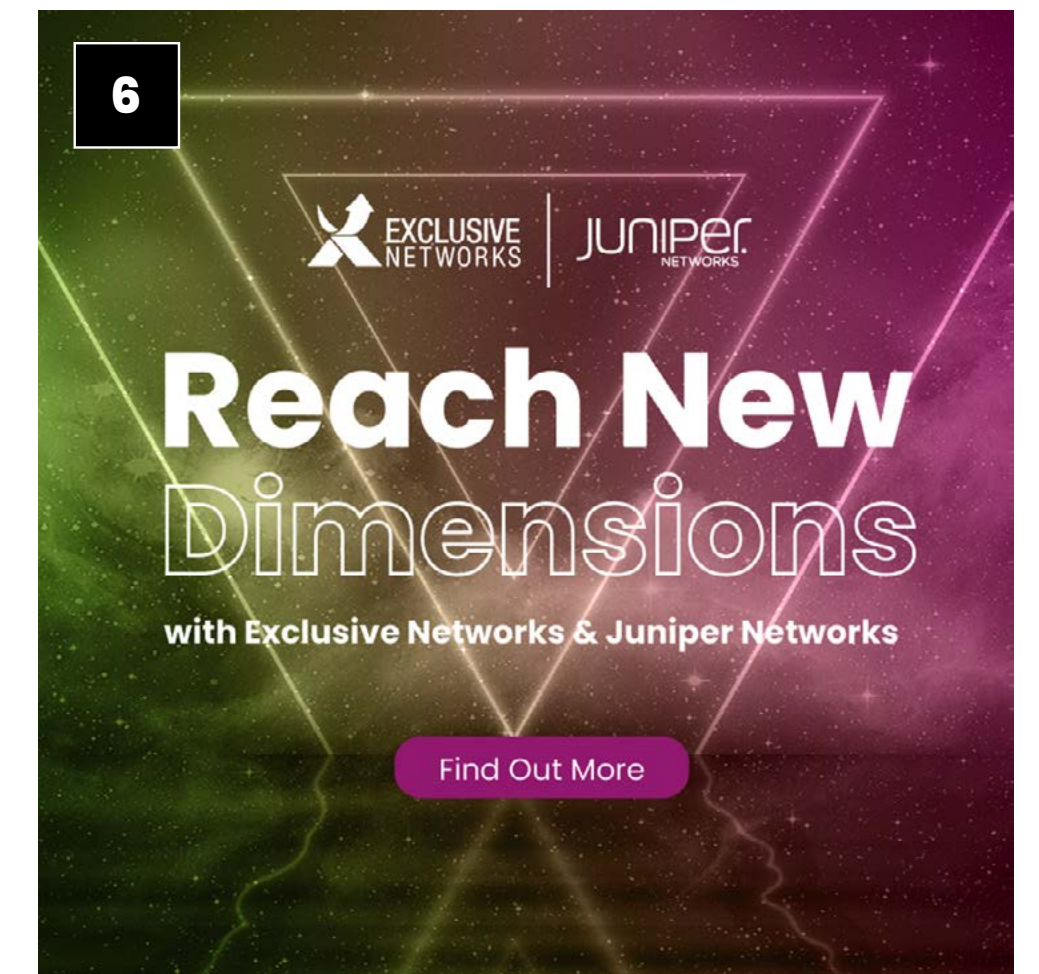 6
EXCLUSIVE
NETWORKS
JUNIPER
NETWORKS
Reach New
Dimensions
with Exclusive Networks & Juniper Networks
Find Out More